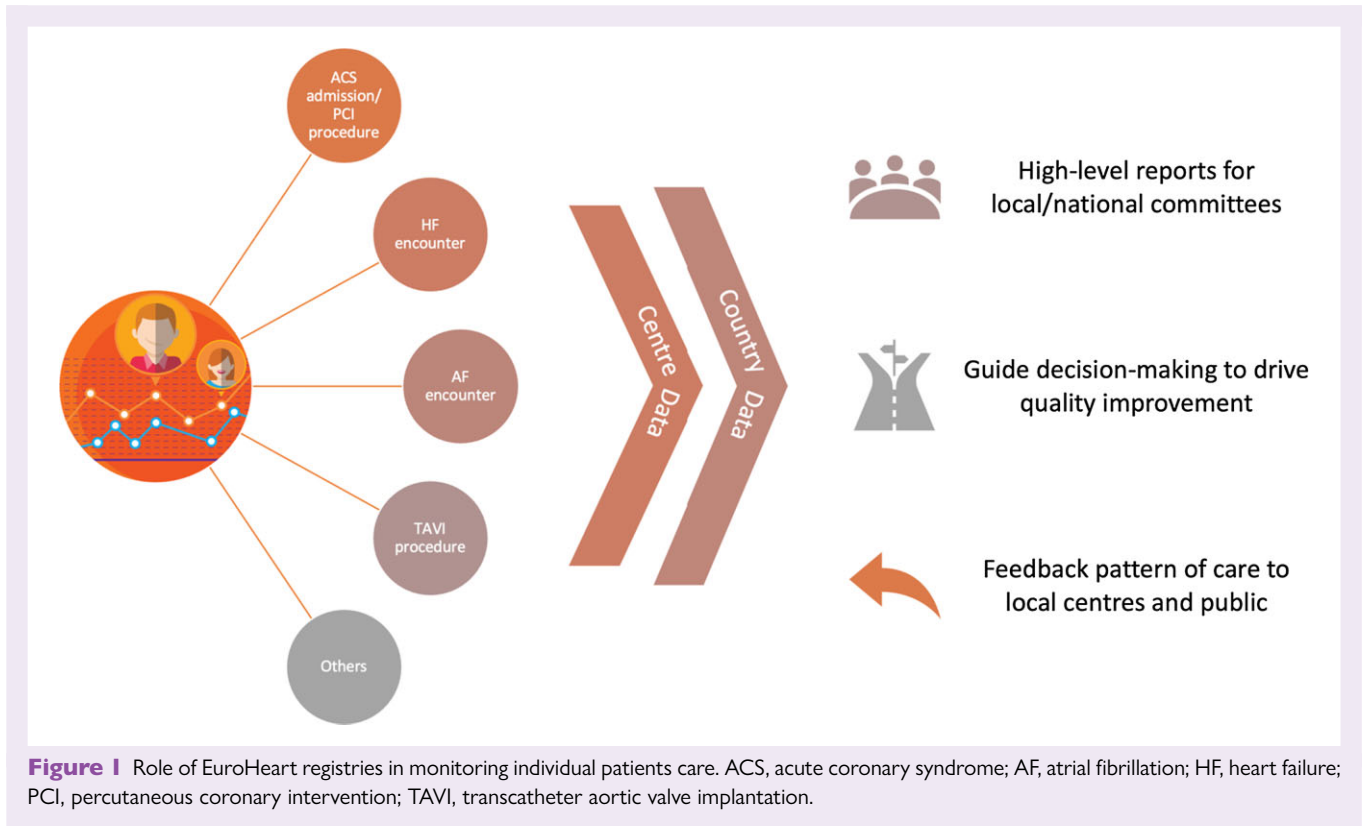 ACS
admission/
PCI
procedure
HF
encounter
AF
encounter
TAVI
procedure
Others
Centre Data
Country Data
High-level reports for
local/national committees
Guide decision-making to drive
quality improvement
Feedback pattern of care to
local centres and public
Figure 1 Role of EuroHeart registries in monitoring individual patients care. ACS, acute coronary syndrome; AF, atrial fibrillation; HF, heart failure;
PCI, percutaneous coronary intervention; TAVI, transcatheter aortic valve implantation.